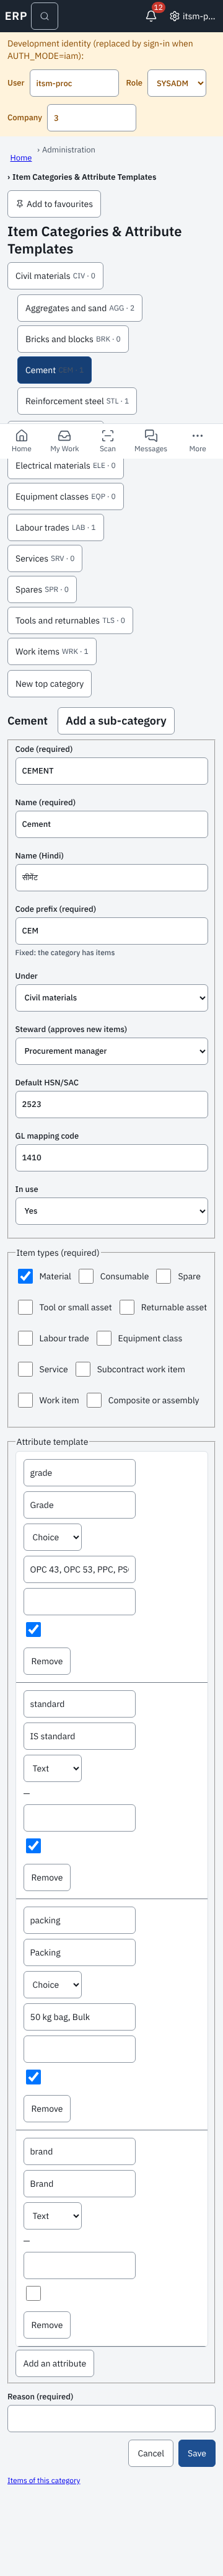 ERP
12
itsm-p...
Development identity (replaced by sign-in when
AUTH_MODE=iam):
User itsm-proc Role SYSADM
Company 3
Home › Administration
› Item Categories & Attribute Templates
Add to favourites
Item Categories & Attribute
Templates
Civil materials CIV · 0
Aggregates and sand AGG · 2
Bricks and blocks BRK · 0
Cement
Reinforcement steel STL · 1
Home My Work Scan Messages More
Electrical materials ELE · 0
Equipment classes EQP · 0
Labour trades LAB · 1
Services SRV · 0
Spares SPR · 0
Tools and returnables TLS · 0
Work items WRK · 1
New top category
Cement Add a sub-category
Code (required)
CEMENT
Name (required)
Cement
Name (Hindi)
सीमेंट
Code prefix (required)
CEM
Fixed: the category has items
Under
Civil materials
Steward (approves new items)
Procurement manager
Default HSN/SAC
2523
GL mapping code
1410
In use
Yes
Item types (required)
Material Consumable Spare
Tool or small asset Returnable asset
Labour trade Equipment class
Service Subcontract work item
Work item Composite or assembly
Attribute template
grade
Grade
Choice
OPC 43, OPC 53, PPC, PS
Remove
standard
IS standard
Text
—
Remove
packing
Packing
Choice
50 kg bag, Bulk
Remove
brand
Brand
Text
—
Remove
Add an attribute
Reason (required)
Cancel Save
Items of this category